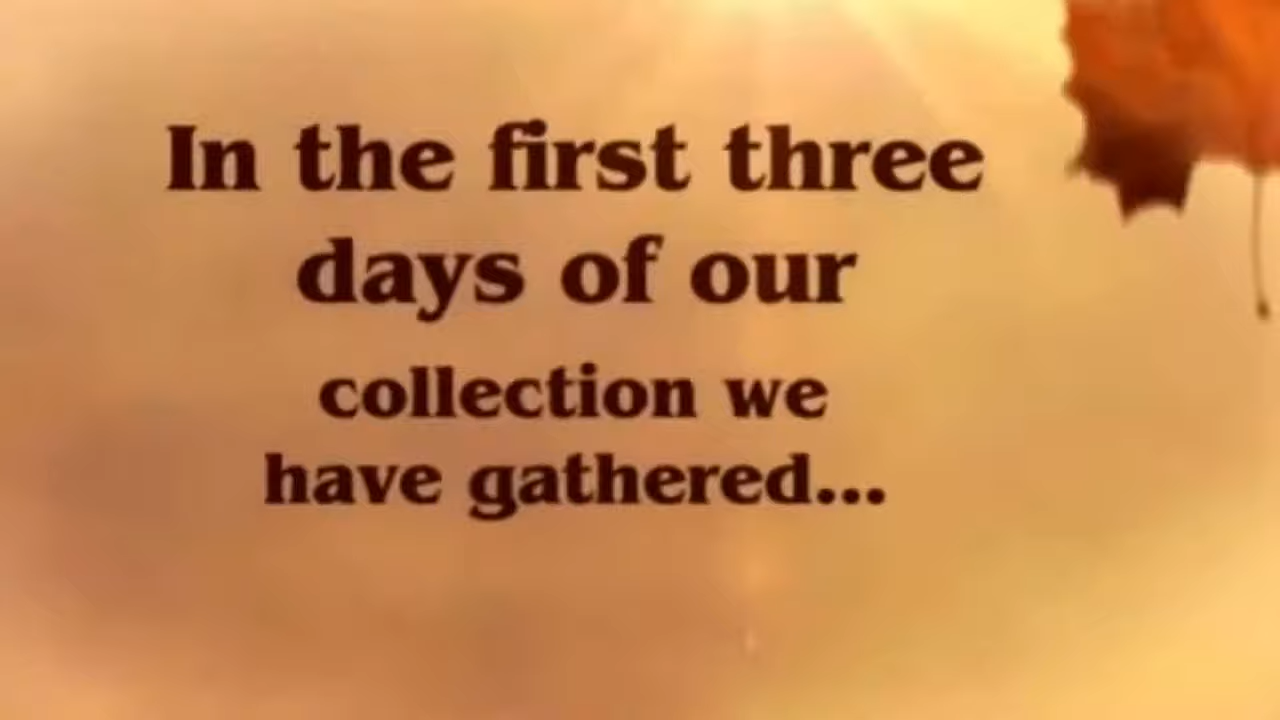 In the first three
days of our
collection we
have gathered...